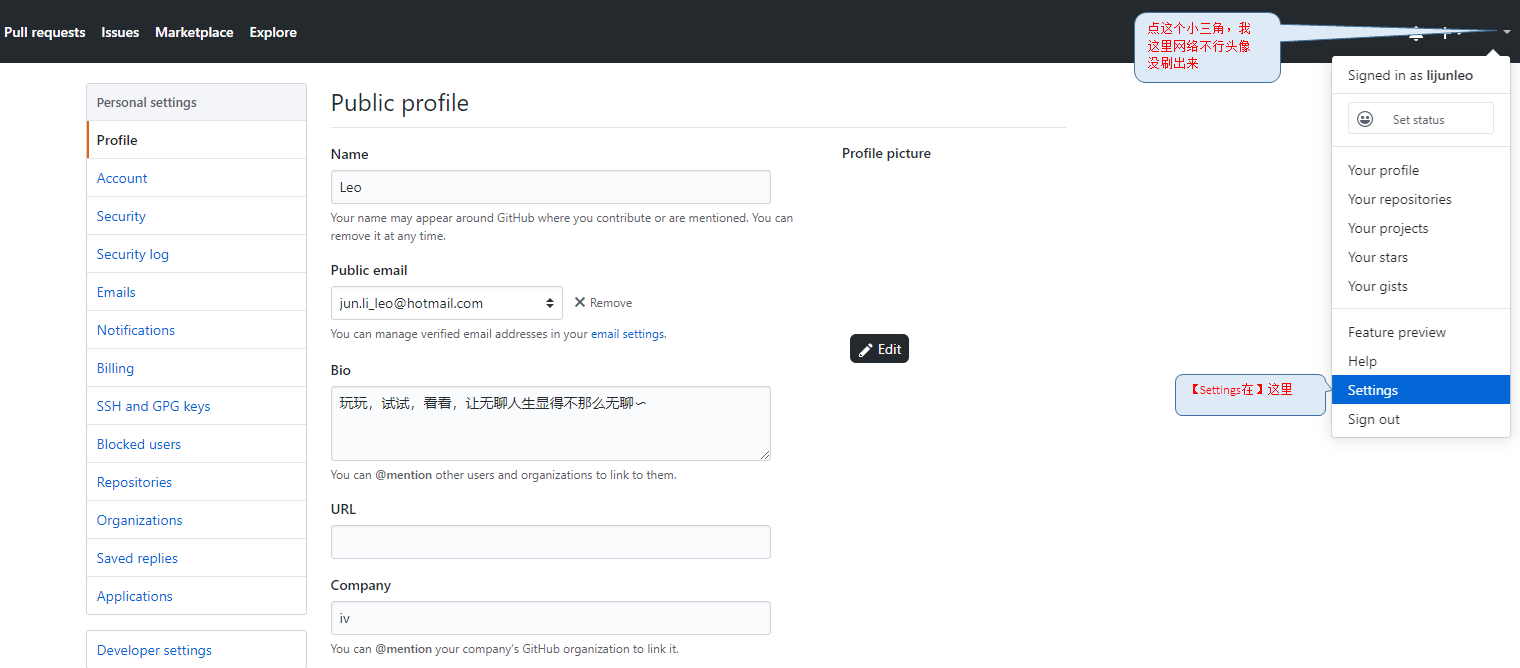 Pull requests Issues Marketplace Explore
点这个小三角，我
这里网络不行头像
没刷出来
Signed in as lijunleo
Set status
Your profile
Your repositories
Your projects
Your stars
Your gists
Feature preview
Help
Settings
Sign out
【Settings在】这里
Personal settings
Profile
Account
Security
Security log
Emails
Notifications
Billing
SSH and GPG keys
Blocked users
Repositories
Organizations
Saved replies
Applications
Developer settings
Public profile
Name
Leo
Your name may appear around GitHub where you contribute or are mentioned. You can
remove it at any time.
Public email
jun.li_leo@hotmail.com
Remove
You can manage verified email addresses in your email settings.
Bio
玩玩，试试，看看，让无聊人生显得不那么无聊~
You can @mention other users and organizations to link to them.
URL
Company
iv
You can @mention your company's GitHub organization to link it.
Profile picture
Edit